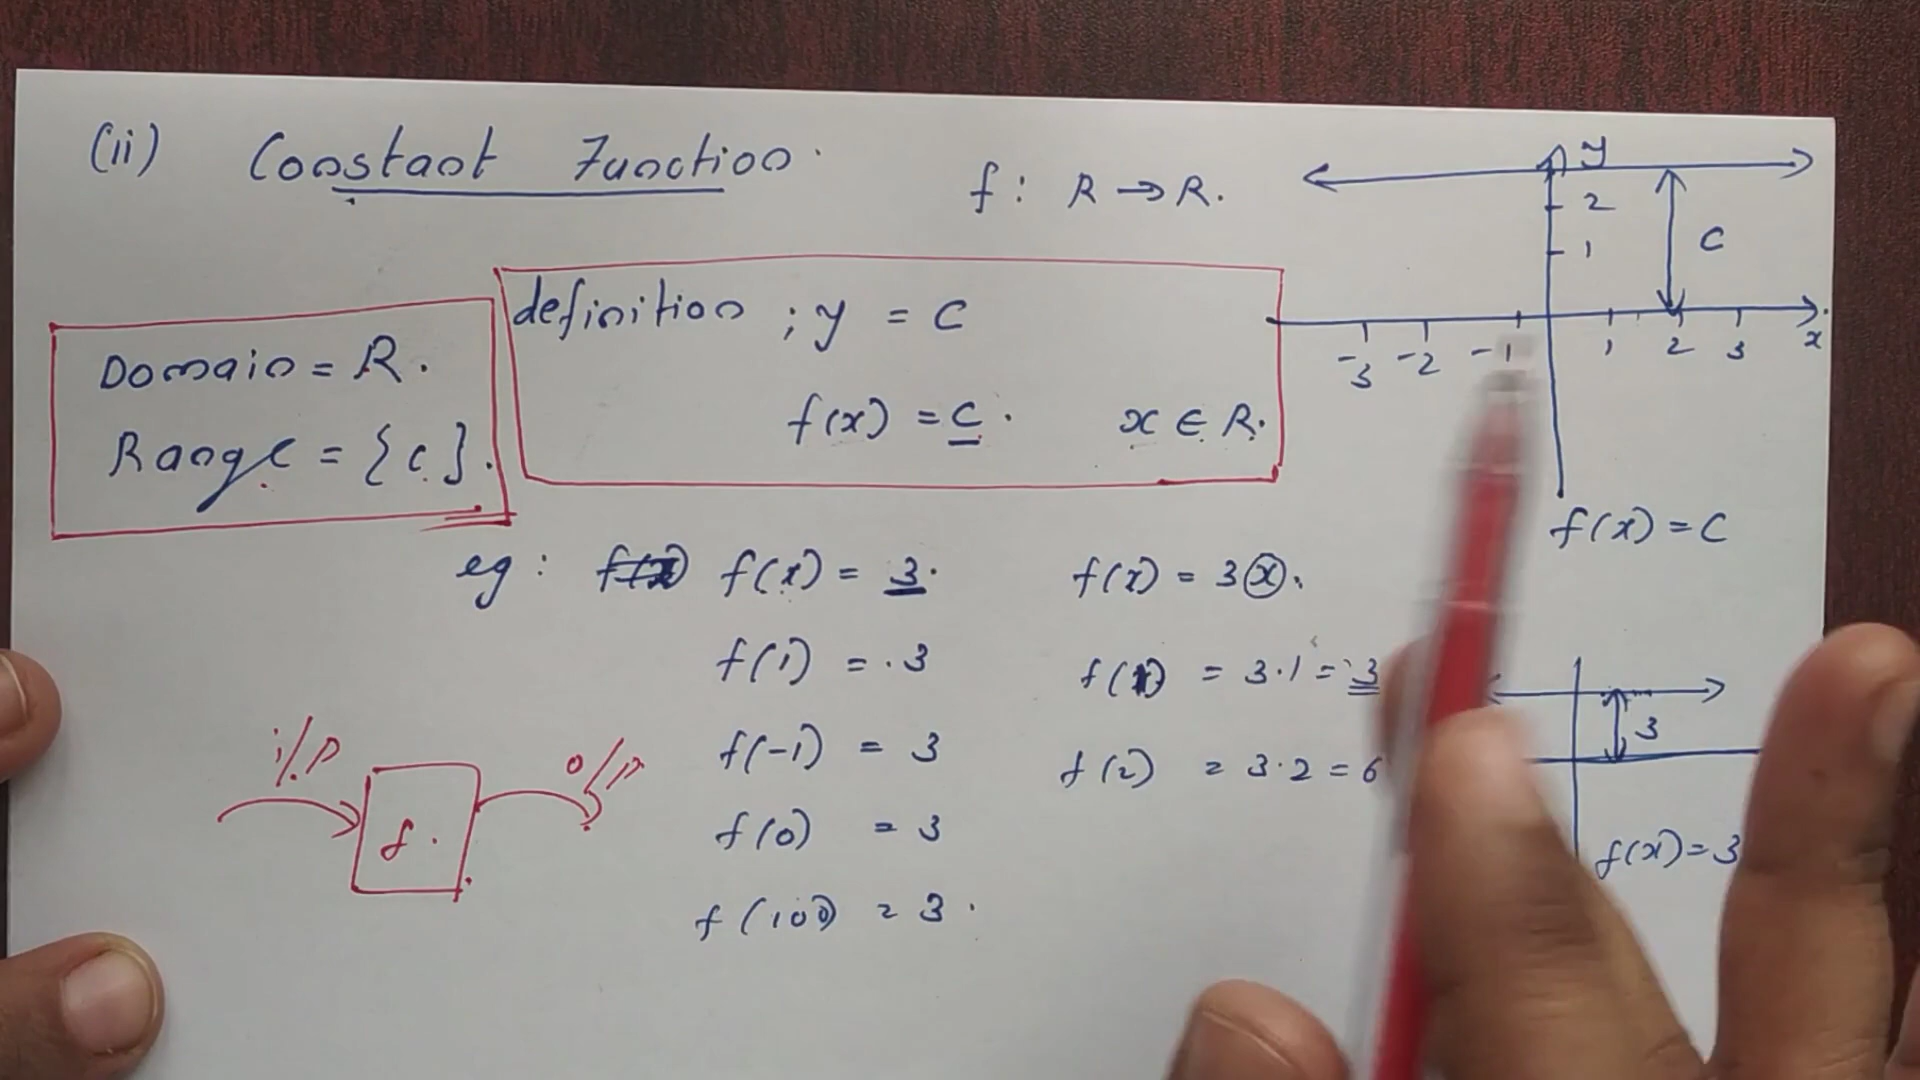 (ii) Constant Function.
f : R → R.
definition ; y = c
f(x) = c . x ∈ R.
Domain = R.
Range = {c}.
eg : f(x) = 3.
f(1) = .3
f(-1) = 3
f(0) = 3
f(100) = 3 .
f(x) = 3x.
f(1) = 3.1 = 3
f(2) = 3.2 = 6
i/p
f.
o/p
y
2
1
c
-3 -2 -1 1 2 3 x
f(x) = c
3
f(x) = 3